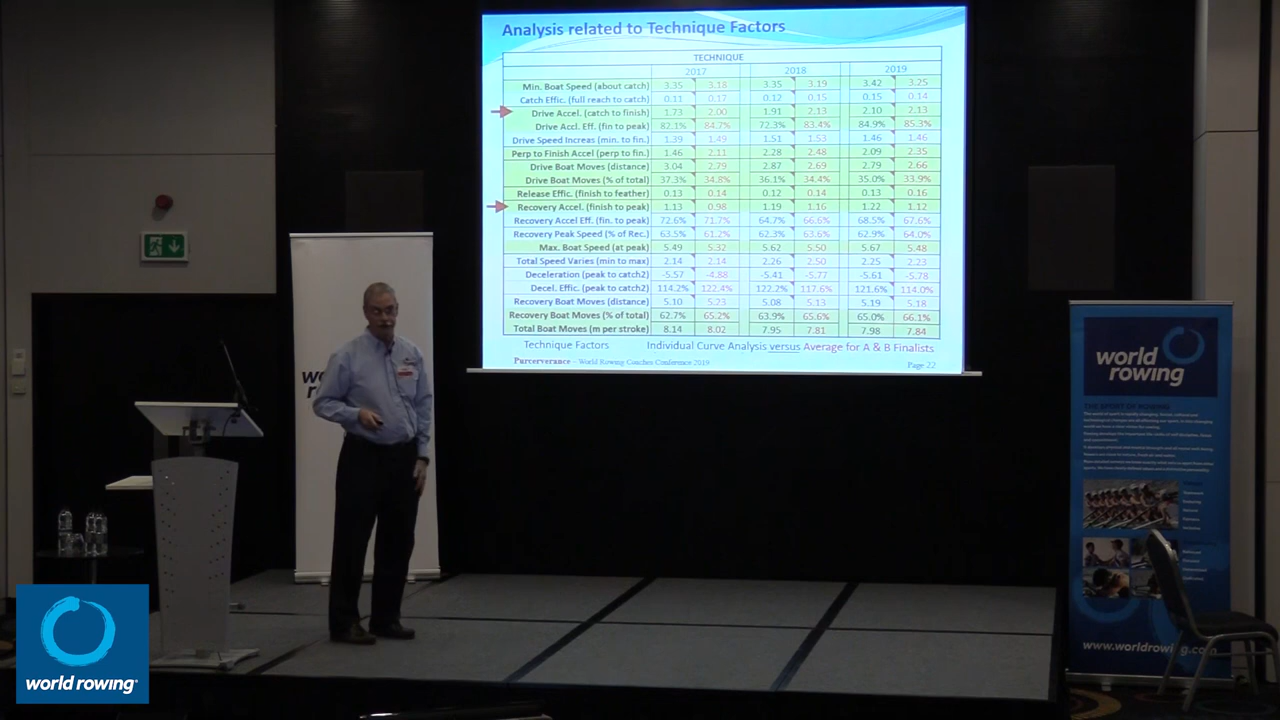 Analysis related to Technique Factors
TECHNIQUE
2017 2018 2019
Min. Boat Speed (about catch) 3.35 3.18 3.35 3.19 3.42 3.25
Catch Effic. (full reach to catch) 0.11 0.17 0.12 0.15 0.15 0.14
Drive Accel. (catch to finish) 1.73 2.00 1.91 2.13 2.10 2.13
Drive Accl. Eff. (fin to peak) 82.1% 84.7% 72.3% 83.4% 84.9% 85.3%
Drive Speed Increas (min. to fin.) 1.39 1.49 1.51 1.53 1.46 1.46
Perp to Finish Accel (perp to fin.) 1.46 2.11 2.28 2.48 2.09 2.35
Drive Boat Moves (distance) 3.04 2.79 2.87 2.69 2.79 2.66
Drive Boat Moves (% of total) 37.3% 34.8% 36.1% 34.4% 35.0% 33.9%
Release Effic. (finish to feather) 0.13 0.14 0.12 0.14 0.13 0.16
Recovery Accel. (finish to peak) 1.13 0.98 1.19 1.16 1.22 1.12
Recovery Accel Eff. (fin. to peak) 72.6% 71.7% 64.7% 66.6% 68.5% 67.6%
Recovery Peak Speed (% of Rec.) 63.5% 61.2% 62.3% 63.6% 62.9% 64.0%
Max. Boat Speed (at peak) 5.49 5.32 5.62 5.50 5.67 5.48
Total Speed Varies (min to max) 2.14 2.14 2.26 2.50 2.25 2.23
Deceleration (peak to catch2) -5.57 -4.88 -5.41 -5.77 -5.61 -5.78
Decel. Effic. (peak to catch2) 114.2% 122.4% 122.2% 117.6% 121.6% 114.0%
Recovery Boat Moves (distance) 5.10 5.23 5.08 5.13 5.19 5.18
Recovery Boat Moves (% of total) 62.7% 65.2% 63.9% 65.6% 65.0% 66.1%
Total Boat Moves (m per stroke) 8.14 8.02 7.95 7.81 7.98 7.84
Technique Factors Individual Curve Analysis versus Average for A & B Finalists
Purcerverance – World Rowing Coaches Conference 2019 Page 22
world
rowing
THE SPIRIT OF ROWING
www.worldrowing.com
world rowing